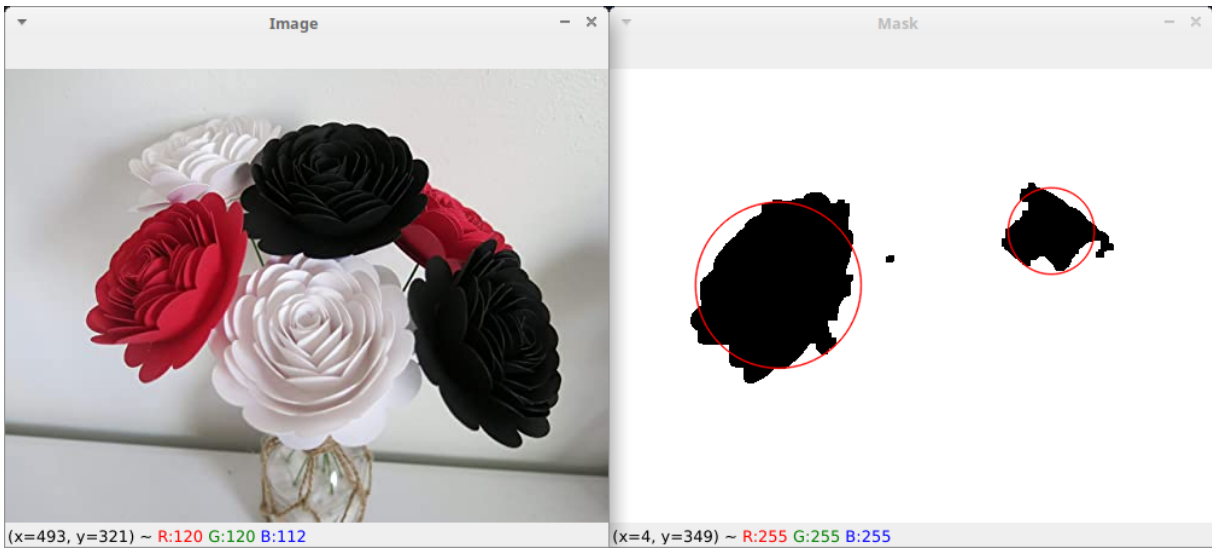 Image
Mask
(x=493, y=321) ~ R:120 G:120 B:112
(x=4, y=349) ~ R:255 G:255 B:255